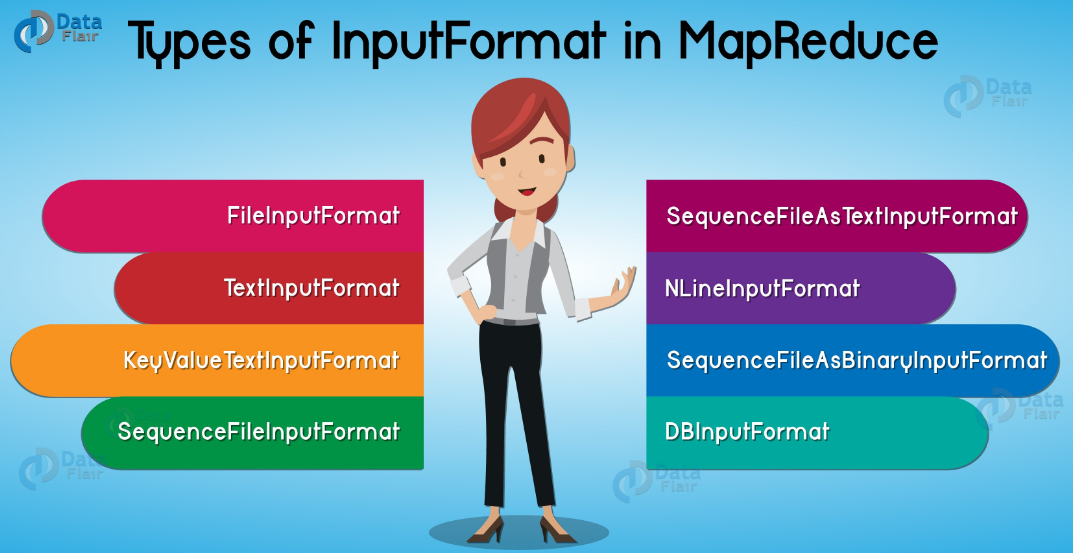 Data
Flair
Types of InputFormat in MapReduce
Data
Flair
FileInputFormat
TextInputFormat
KeyValueTextInputFormat
SequenceFileInputFormat
SequenceFileAsTextInputFormat
NLineInputFormat
SequenceFileAsBinaryInputFormat
DBInputFormat
Data
Flair
Data
Flair
Data
Flair